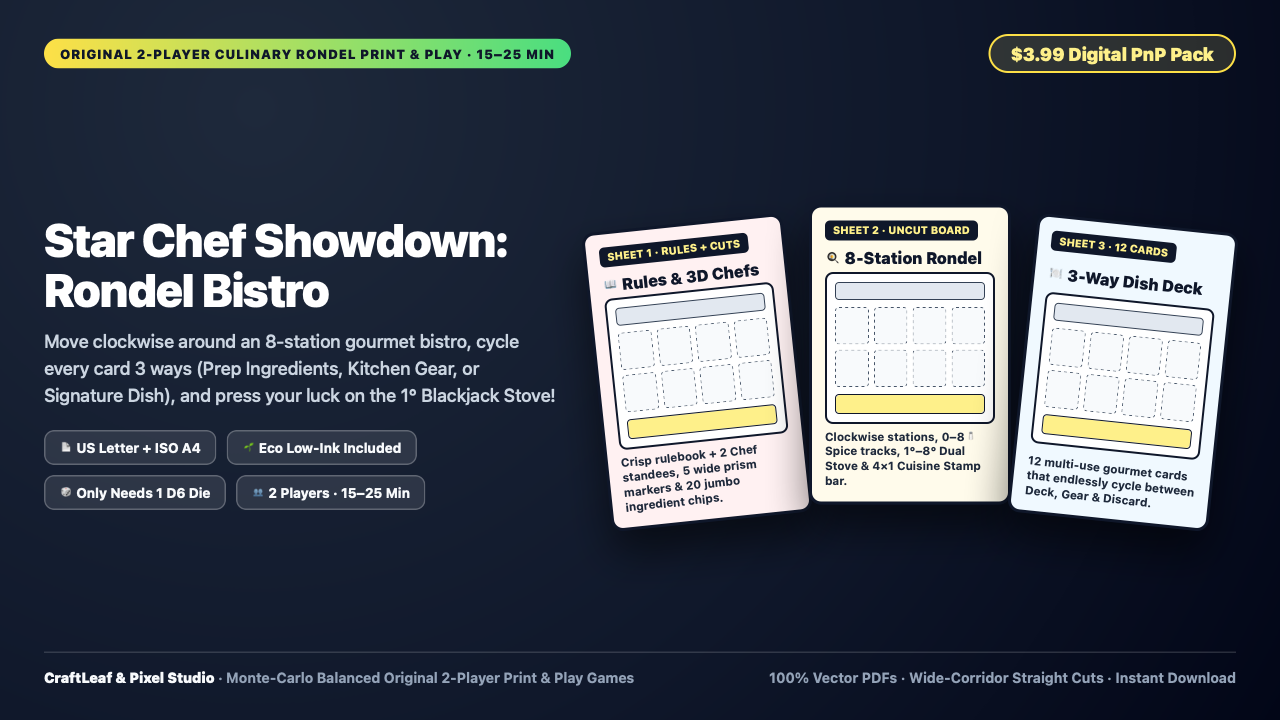 ORIGINAL 2-PLAYER CULINARY RONDEL PRINT & PLAY · 15–25 MIN
$3.99 Digital PnP Pack
Star Chef Showdown:
Rondel Bistro
Move clockwise around an 8-station gourmet bistro, cycle
every card 3 ways (Prep Ingredients, Kitchen Gear, or
Signature Dish), and press your luck on the 1° Blackjack Stove!
US Letter + ISO A4
Eco Low-Ink Included
Only Needs 1 D6 Die
2 Players · 15–25 Min
SHEET 1 · RULES + CUTS
Rules & 3D Chefs
Crisp rulebook + 2 Chef
standees, 5 wide prism
markers & 20 jumbo
ingredient chips.
SHEET 2 · UNCUT BOARD
8-Station Rondel
Clockwise stations, 0–8
Spice tracks, 1°–8° Dual
Stove & 4×1 Cuisine Stamp
bar.
SHEET 3 · 12 CARDS
3-Way Dish Deck
12 multi-use gourmet cards
that endlessly cycle between
Deck, Gear & Discard.
CraftLeaf & Pixel Studio · Monte-Carlo Balanced Original 2-Player Print & Play Games
100% Vector PDFs · Wide-Corridor Straight Cuts · Instant Download